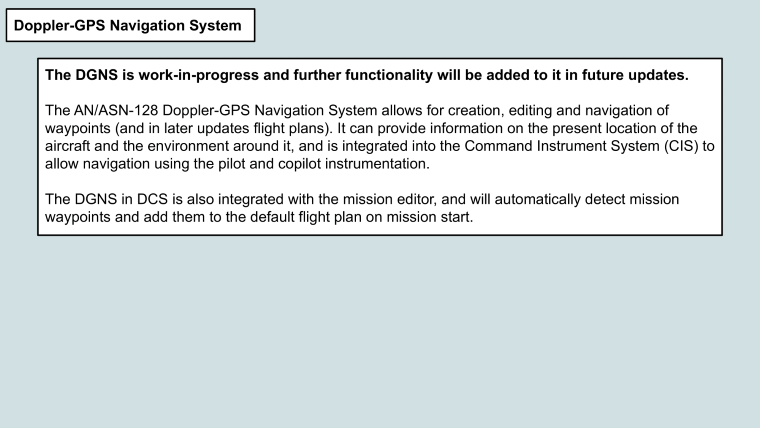 Doppler-GPS Navigation System
The DGNS is work-in-progress and further functionality will be added to it in future updates.
The AN/ASN-128 Doppler-GPS Navigation System allows for creation, editing and navigation of
waypoints (and in later updates flight plans). It can provide information on the present location of the
aircraft and the environment around it, and is integrated into the Command Instrument System (CIS) to
allow navigation using the pilot and copilot instrumentation.
The DGNS in DCS is also integrated with the mission editor, and will automatically detect mission
waypoints and add them to the default flight plan on mission start.